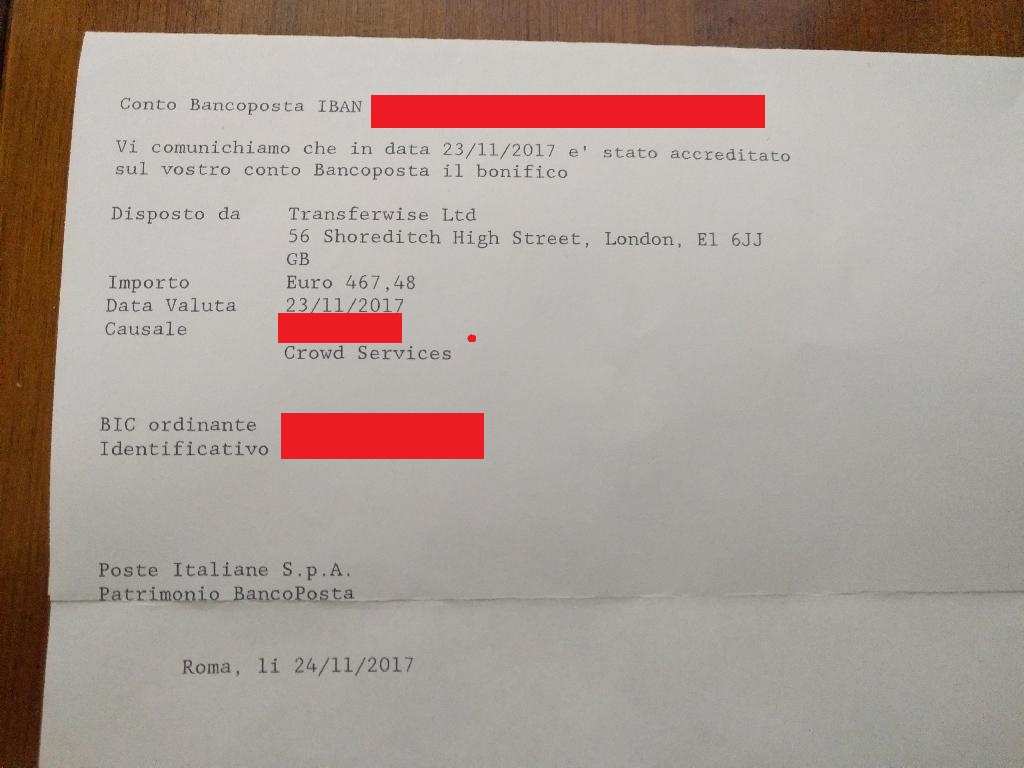 Conto Bancoposta IBAN
Vi comunichiamo che in data 23/11/2017 e' stato accreditato
sul vostro conto Bancoposta il bonifico
Disposto da Transferwise Ltd
56 Shoreditch High Street, London, E1 6JJ
GB
Importo Euro 467,48
Data Valuta 23/11/2017
Causale
Crowd Services
BIC ordinante
Identificativo
Poste Italiane S.p.A.
Patrimonio BancoPosta
Roma, li 24/11/2017